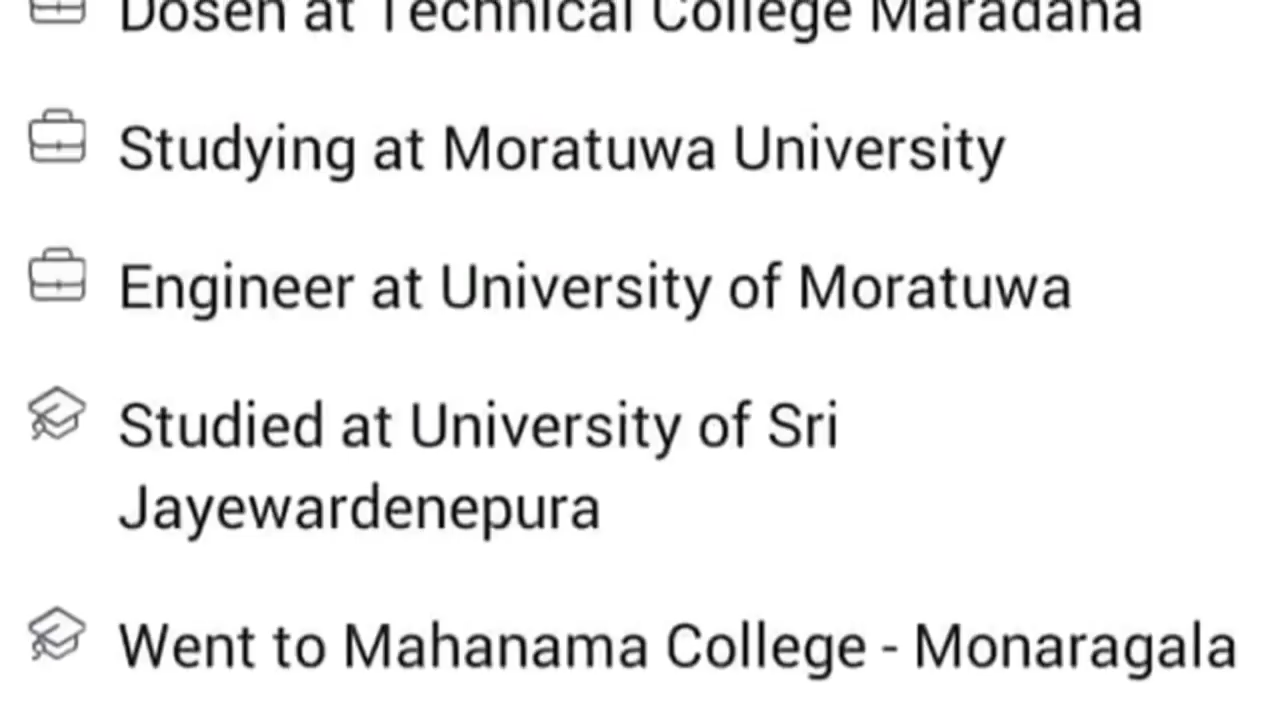 Dosen at Technical College Maradana
Studying at Moratuwa University
Engineer at University of Moratuwa
Studied at University of Sri
Jayewardenepura
Went to Mahanama College - Monaragala